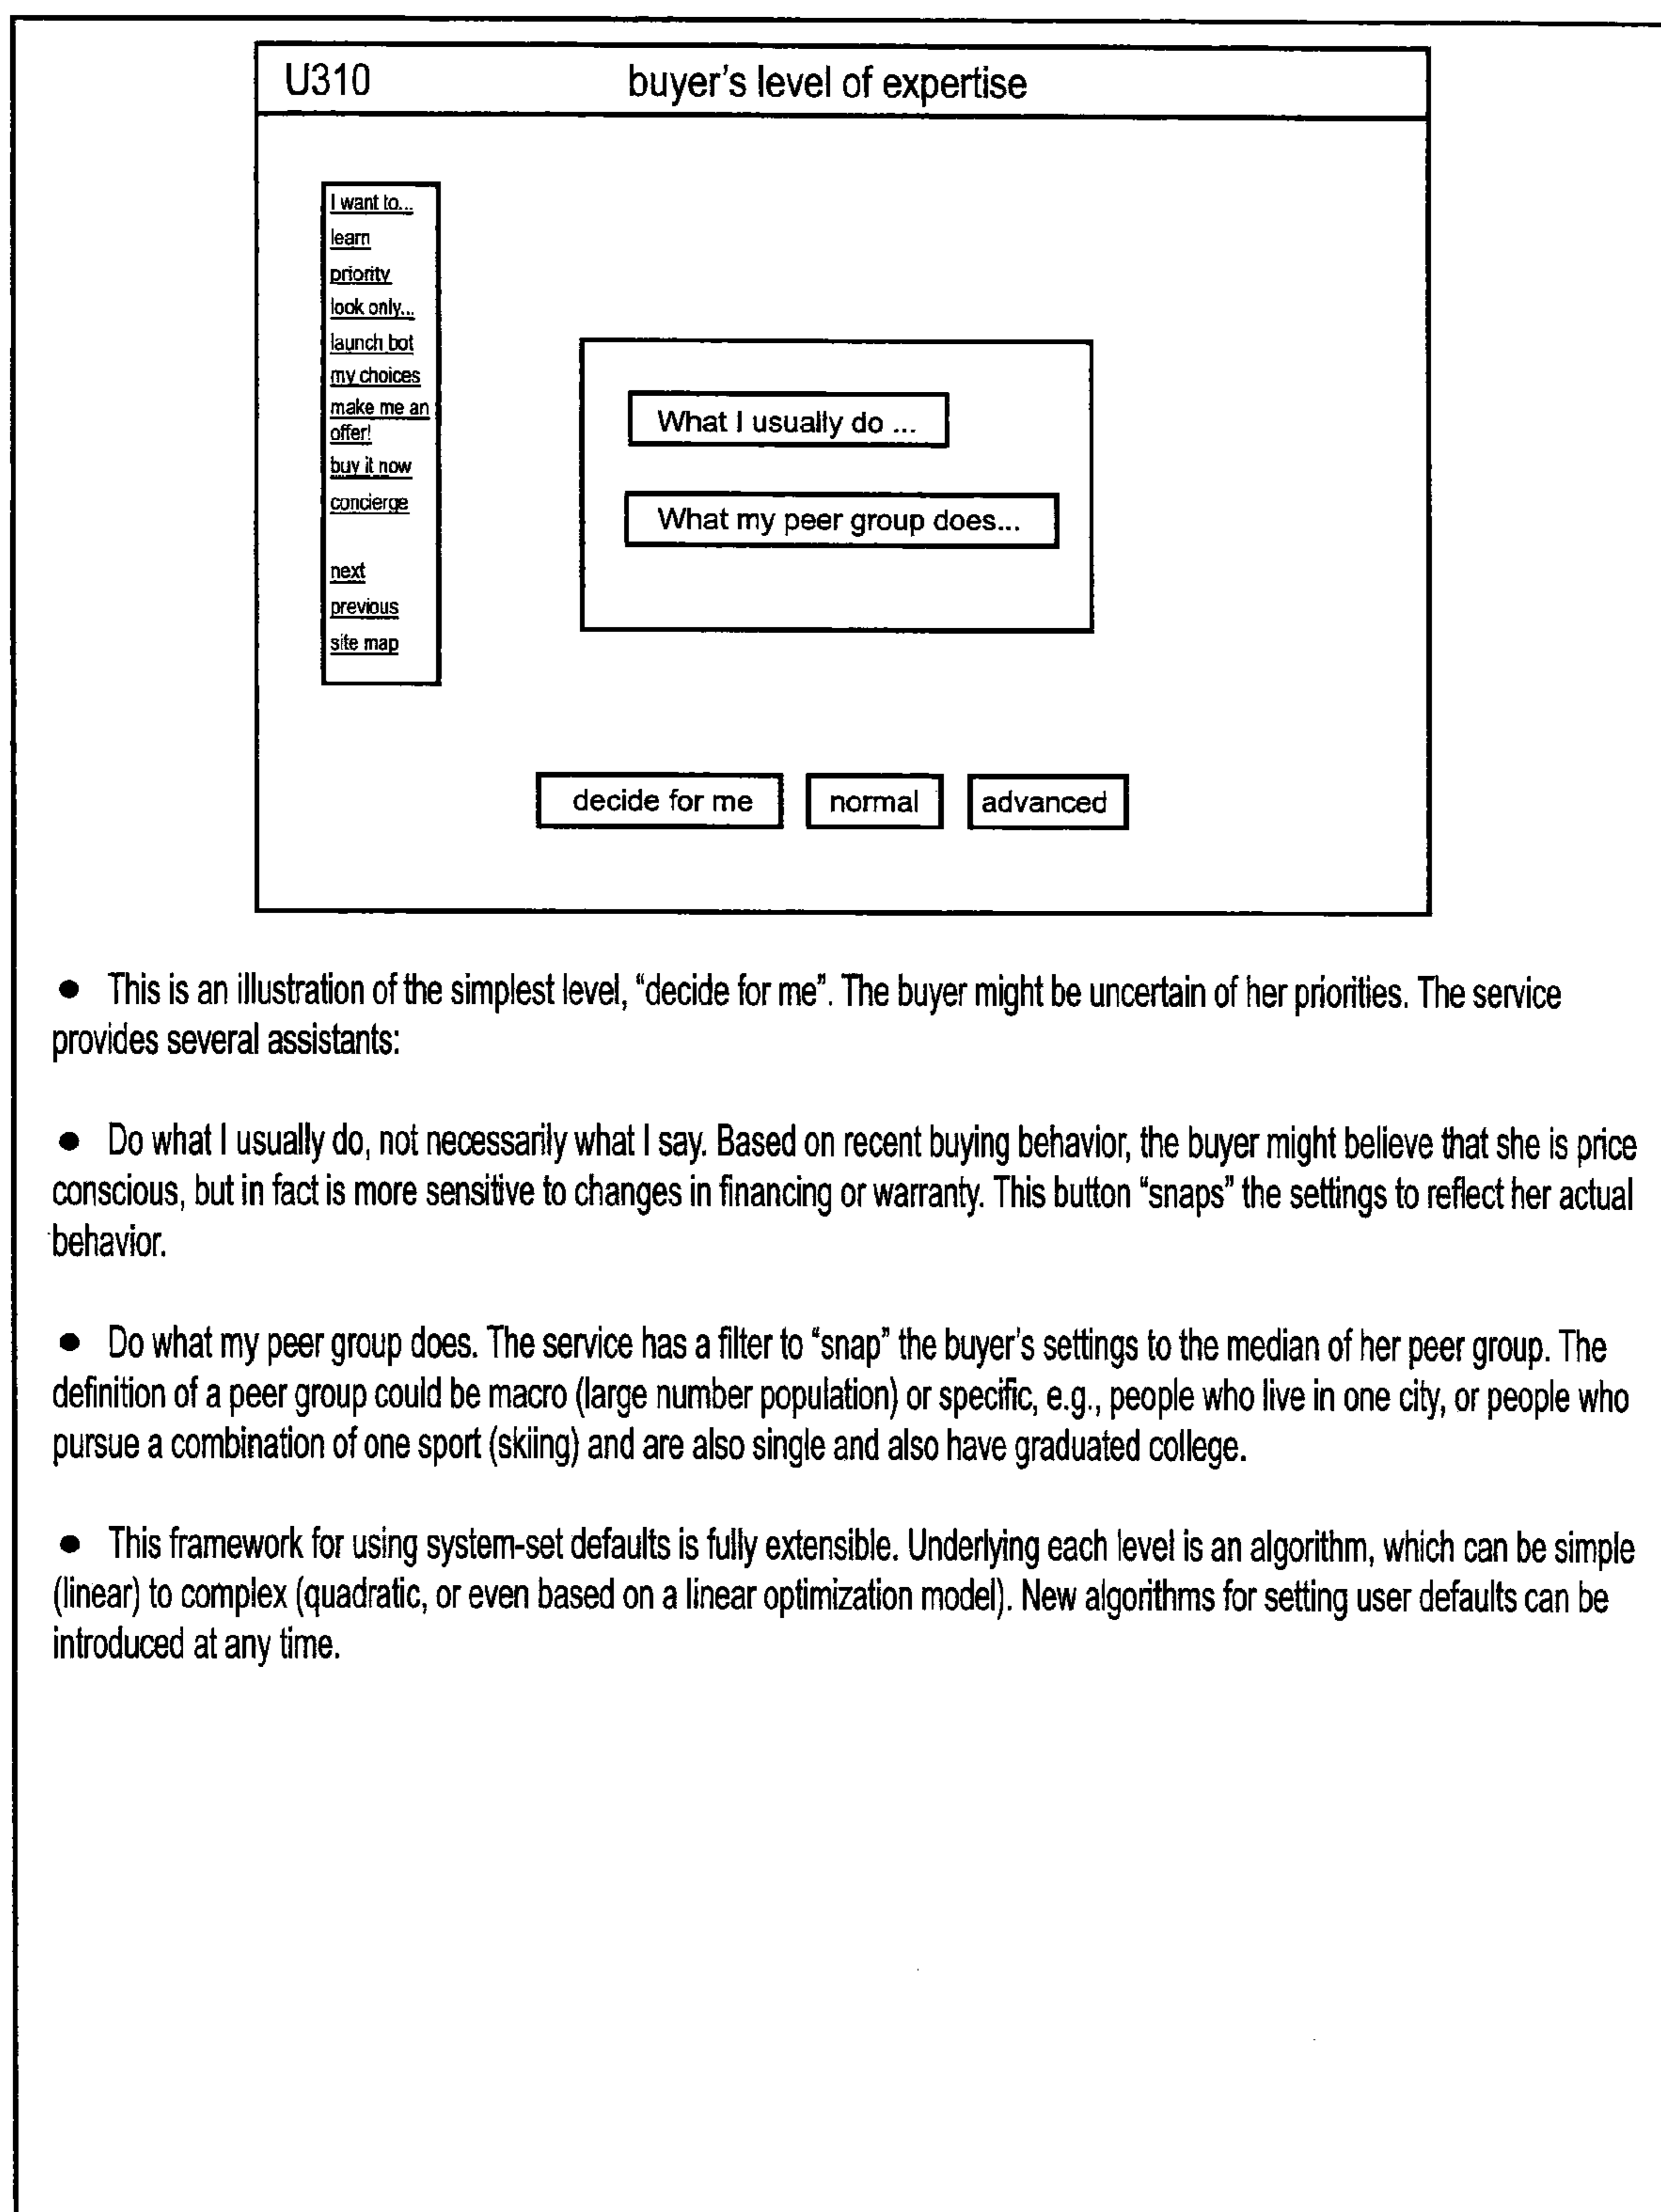 U310 buyer's level of expertise
I want to...
learn
priority
look only...
launch bot
my choices
make me an
offer!
buy it now
concierge
next
previous
site map
What I usually do ...
What my peer group does...
decide for me normal advanced
● This is an illustration of the simplest level, “decide for me”. The buyer might be uncertain of her priorities. The service
provides several assistants:
● Do what I usually do, not necessarily what I say. Based on recent buying behavior, the buyer might believe that she is price
conscious, but in fact is more sensitive to changes in financing or warranty. This button “snaps” the settings to reflect her actual
behavior.
● Do what my peer group does. The service has a filter to “snap” the buyer's settings to the median of her peer group. The
definition of a peer group could be macro (large number population) or specific, e.g., people who live in one city, or people who
pursue a combination of one sport (skiing) and are also single and also have graduated college.
● This framework for using system-set defaults is fully extensible. Underlying each level is an algorithm, which can be simple
(linear) to complex (quadratic, or even based on a linear optimization model). New algorithms for setting user defaults can be
introduced at any time.